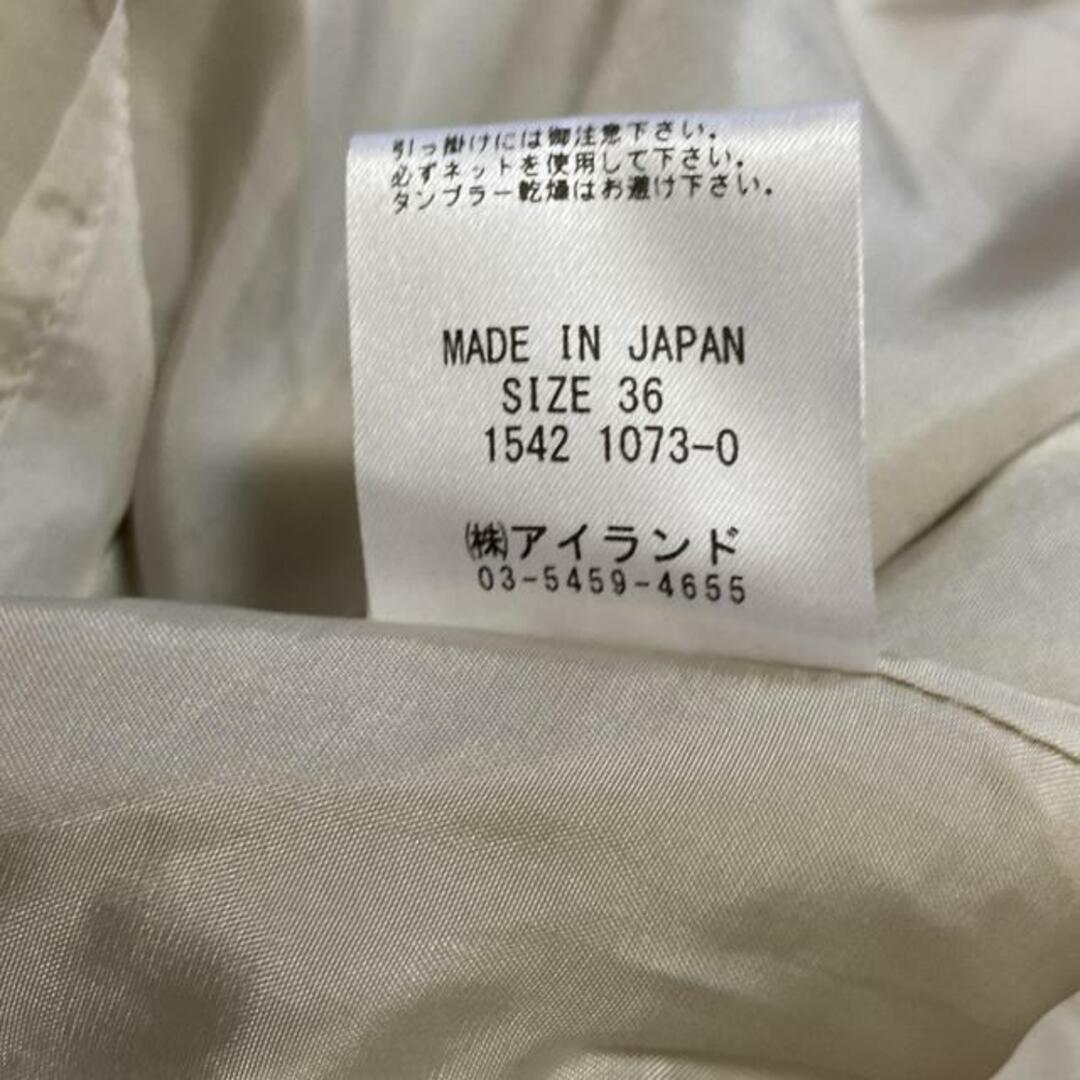 引っ掛けには御注意下さい.
必ずネットを使用して下さい.
タンブラー乾燥はお避け下さい.
MADE IN JAPAN
SIZE 36
1542 1073-0
㈱アイランド
03-5459-4655